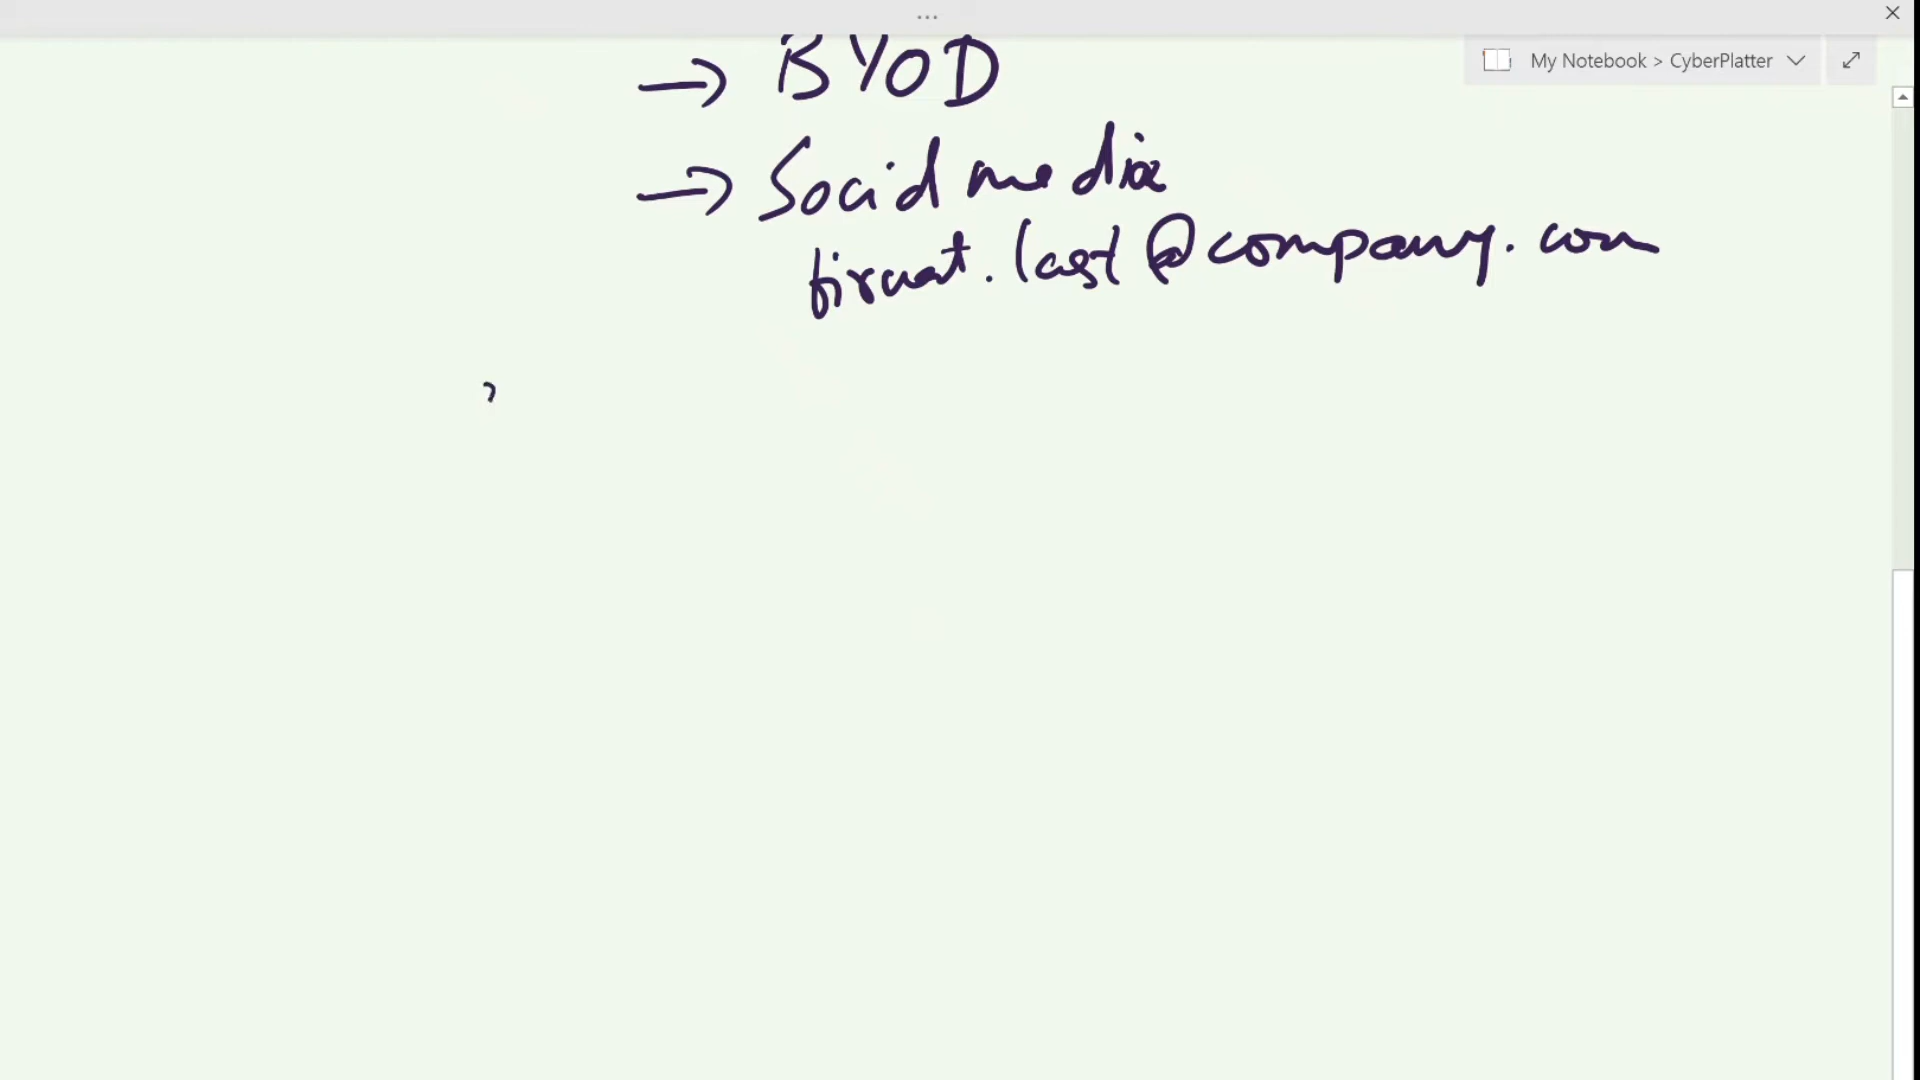 ...
→ BYOD
My Notebook > CyberPlatter
→ Social media
first.last@company.com